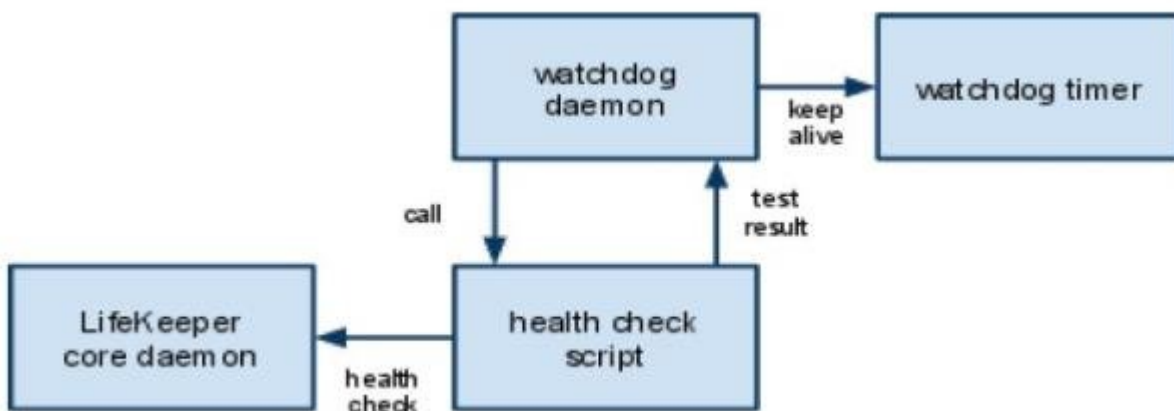 watchdog
daemon
watchdog timer
keep
alive
call
test
result
LifeKeeper
core daemon
health check
script
health
check